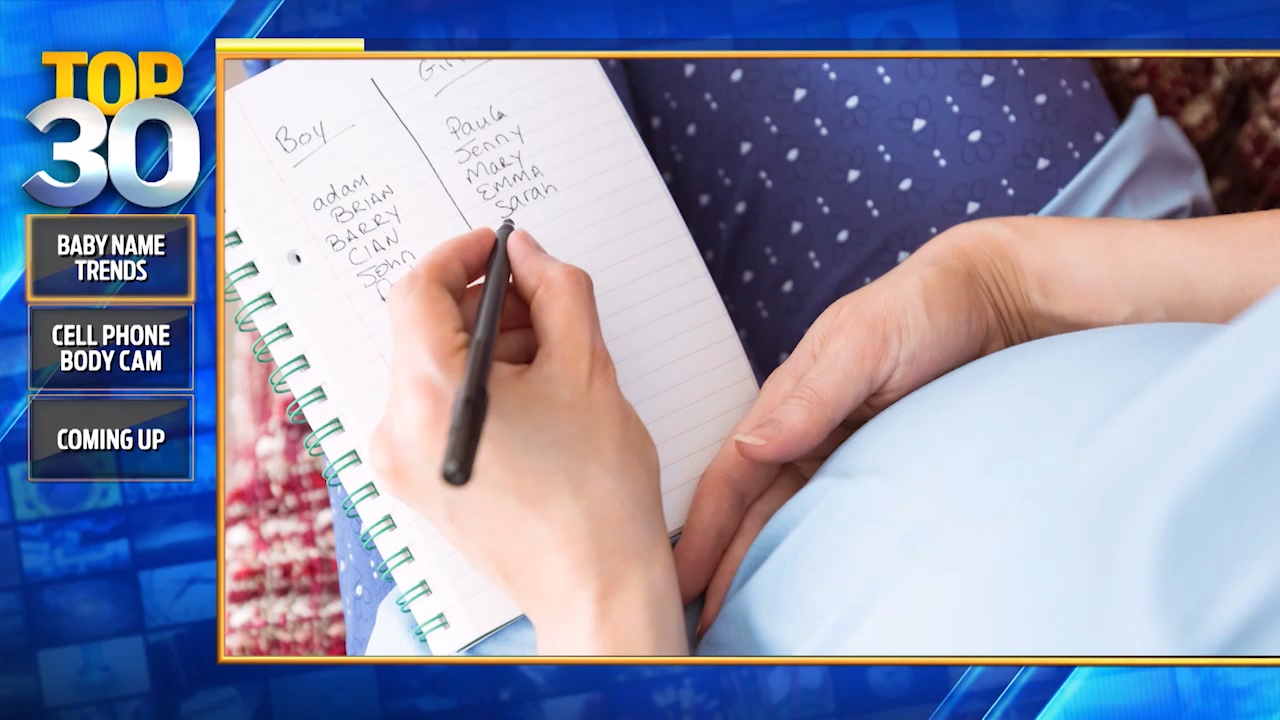 TOP
30
BABY NAME
TRENDS
CELL PHONE
BODY CAM
COMING UP
Boy
adam
BRIAN
BARRY
CIAN
John
Paula
Jenny
Mary
EMMA
Sarah